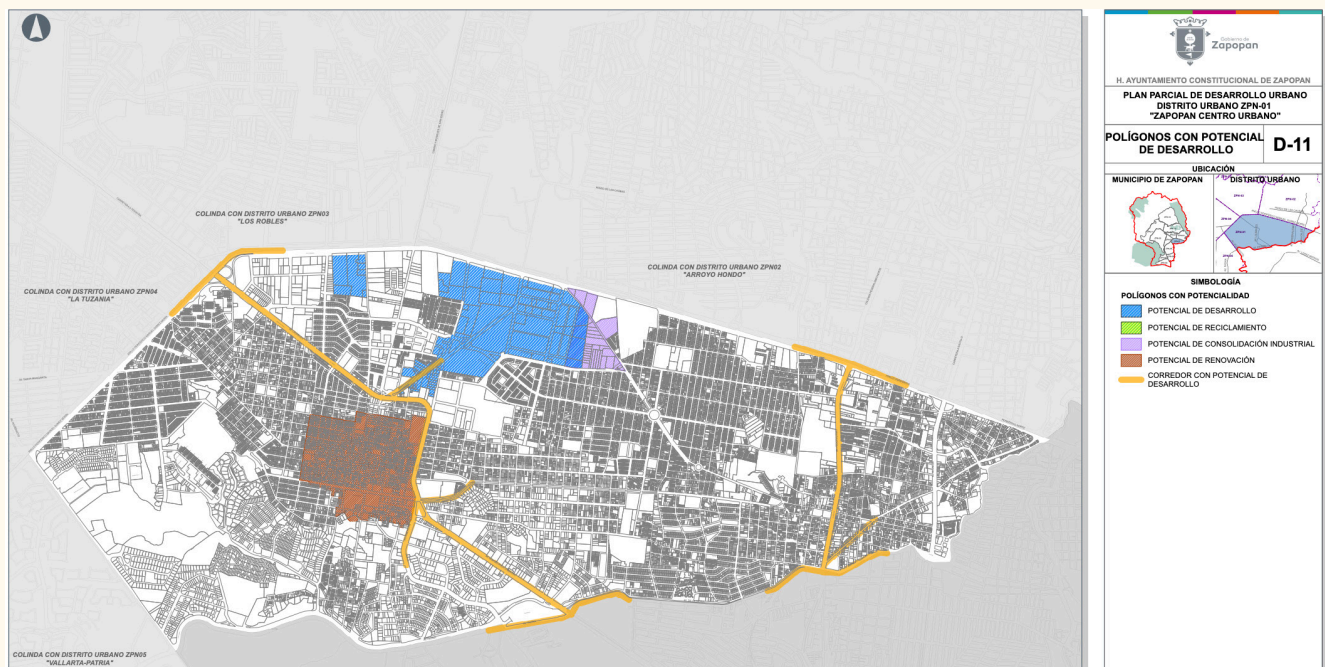 COLINDA CON DISTRITO URBANO ZPN03
"LOS ROBLES"
COLINDA CON DISTRITO URBANO ZPN02
"ARROYO HONDO"
COLINDA CON DISTRITO URBANO ZPN04
"LA TUZANIA"
COLINDA CON DISTRITO URBANO ZPN05
"VALLARTA-PATRIA"
Gobierno de
Zapopan
H. AYUNTAMIENTO CONSTITUCIONAL DE ZAPOPAN
PLAN PARCIAL DE DESARROLLO URBANO
DISTRITO URBANO ZPN-01
"ZAPOPAN CENTRO URBANO"
POLÍGONOS CON POTENCIAL
DE DESARROLLO
D-11
UBICACIÓN
MUNICIPIO DE ZAPOPAN
DISTRITO URBANO
SIMBOLOGÍA
POLÍGONOS CON POTENCIALIDAD
POTENCIAL DE DESARROLLO
POTENCIAL DE RECICLAMIENTO
POTENCIAL DE CONSOLIDACIÓN INDUSTRIAL
POTENCIAL DE RENOVACIÓN
CORREDOR CON POTENCIAL DE
DESARROLLO